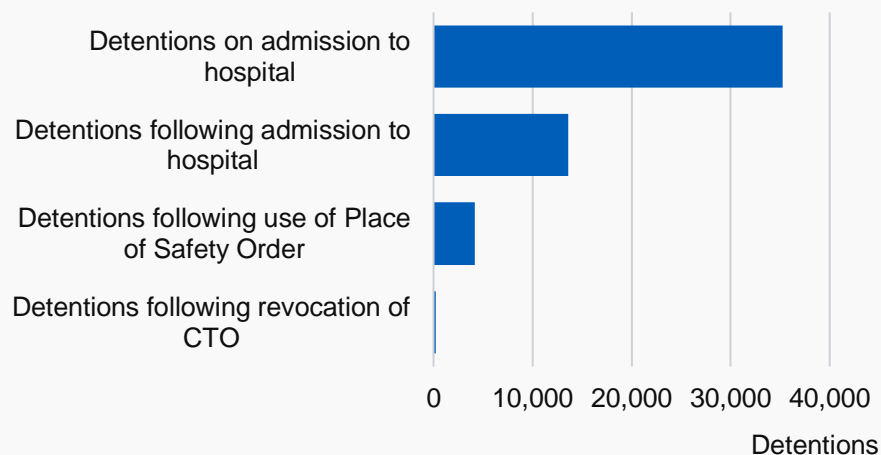 Detentions on admission to
hospital
Detentions following admission to
hospital
Detentions following use of Place
of Safety Order
Detentions following revocation of
CTO
0 10,000 20,000 30,000 40,000
Detentions